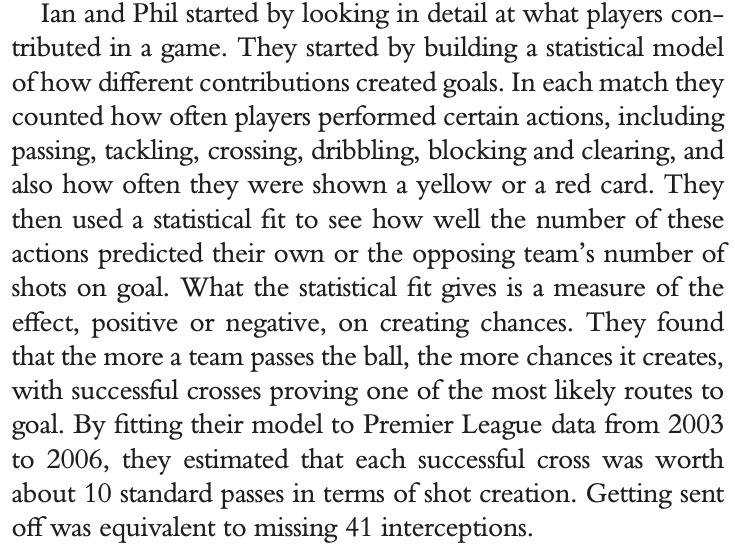 Ian and Phil started by looking in detail at what players con-
tributed in a game. They started by building a statistical model
of how different contributions created goals. In each match they
counted how often players performed certain actions, including
passing, tackling, crossing, dribbling, blocking and clearing, and
also how often they were shown a yellow or a red card. They
then used a statistical fit to see how well the number of these
actions predicted their own or the opposing team's number of
shots on goal. What the statistical fit gives is a measure of the
effect, positive or negative, on creating chances. They found
that the more a team passes the ball, the more chances it creates,
with successful crosses proving one of the most likely routes to
goal. By fitting their model to Premier League data from 2003
to 2006, they estimated that each successful cross was worth
about 10 standard passes in terms of shot creation. Getting sent
off was equivalent to missing 41 interceptions.